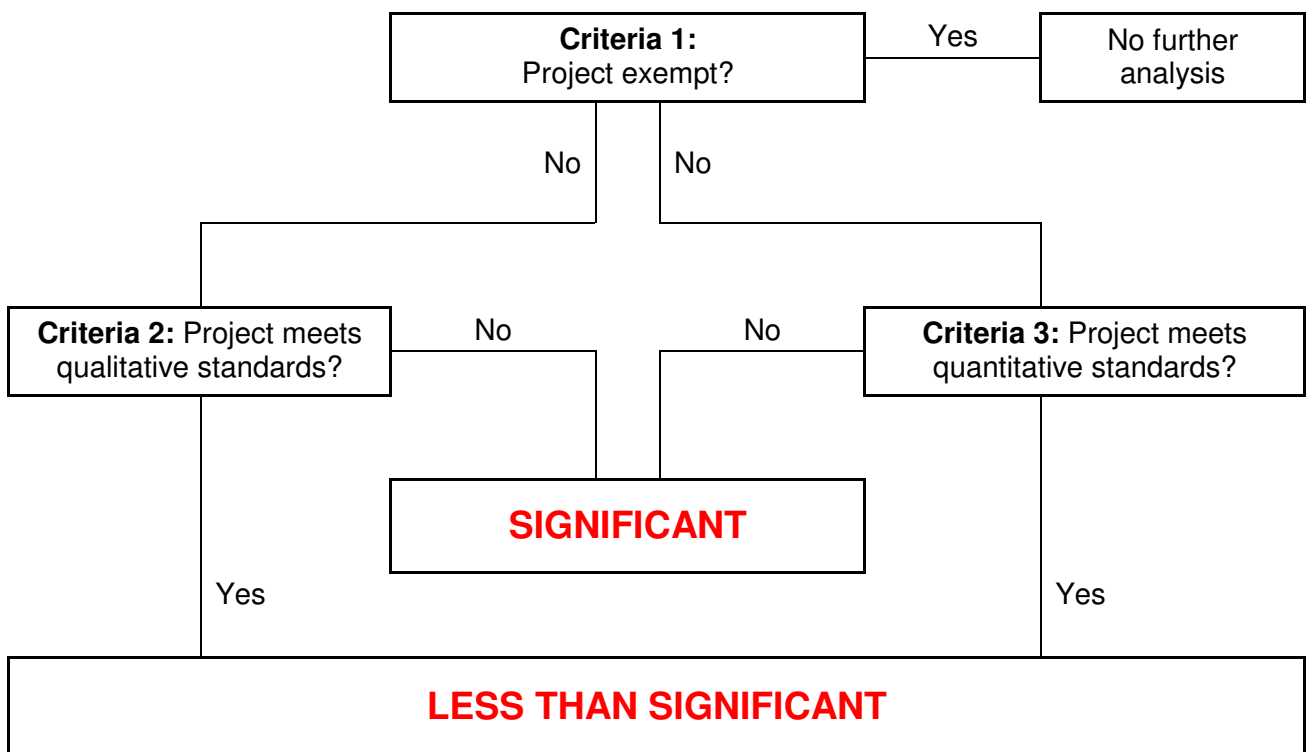 Criteria 1:
Project exempt?
Yes
No further
analysis
No
No
Criteria 2: Project meets
qualitative standards?
No
No
Criteria 3: Project meets
quantitative standards?
SIGNIFICANT
Yes
Yes
LESS THAN SIGNIFICANT